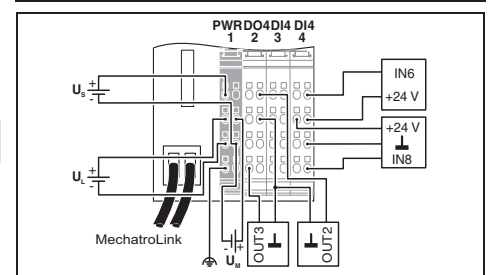 PWR DO4 DI4 DI4
1 2 3 4
US
+
-
IN6
+24 V
+24 V
IN8
UL
+
-
MechatroLink
- +
UM
OUT3
OUT2